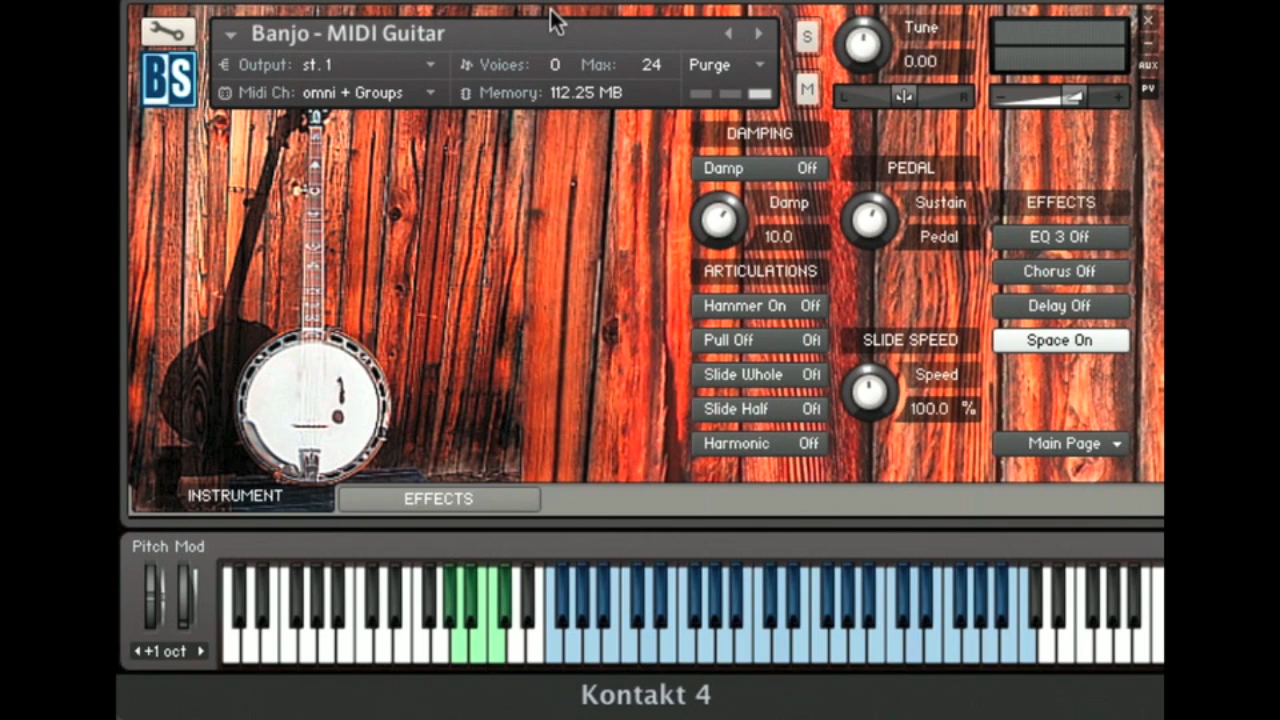 Banjo - MIDI Guitar
S
Tune
0.00
Output: st. 1
Voices: 0 Max: 24
Purge
AUX
BS
Midi Ch: omni + Groups
Memory: 112.25 MB
M
L
R
PV
DAMPING
Damp Off
PEDAL
Damp
10.0
Sustain
Pedal
EFFECTS
EQ 3 Off
ARTICULATIONS
Chorus Off
Hammer On Off
Delay Off
Pull Off Off
SLIDE SPEED
Space On
Slide Whole Off
Speed
100.0 %
Slide Half Off
Harmonic Off
Main Page
INSTRUMENT
EFFECTS
Pitch Mod
+1 oct
Kontakt 4